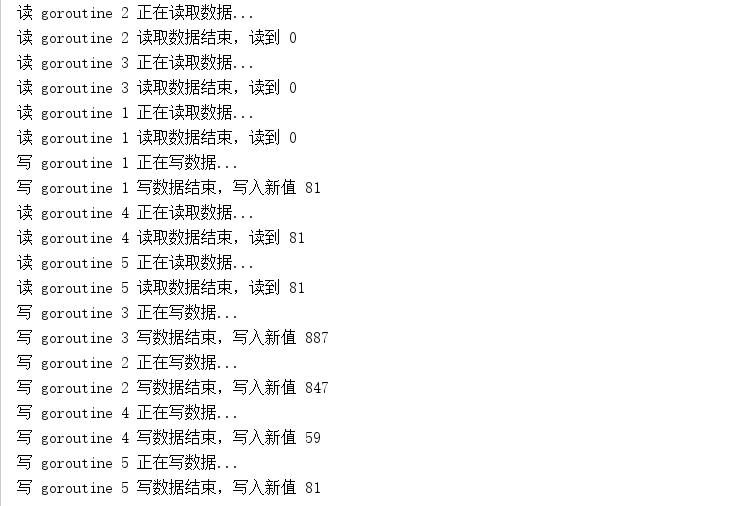 读 goroutine 2 正在读取数据...
读 goroutine 2 读取数据结束，读到 0
读 goroutine 3 正在读取数据...
读 goroutine 3 读取数据结束，读到 0
读 goroutine 1 正在读取数据...
读 goroutine 1 读取数据结束，读到 0
写 goroutine 1 正在写数据...
写 goroutine 1 写数据结束，写入新值 81
读 goroutine 4 正在读取数据...
读 goroutine 4 读取数据结束，读到 81
读 goroutine 5 正在读取数据...
读 goroutine 5 读取数据结束，读到 81
写 goroutine 3 正在写数据...
写 goroutine 3 写数据结束，写入新值 887
写 goroutine 2 正在写数据...
写 goroutine 2 写数据结束，写入新值 847
写 goroutine 4 正在写数据...
写 goroutine 4 写数据结束，写入新值 59
写 goroutine 5 正在写数据...
写 goroutine 5 写数据结束，写入新值 81